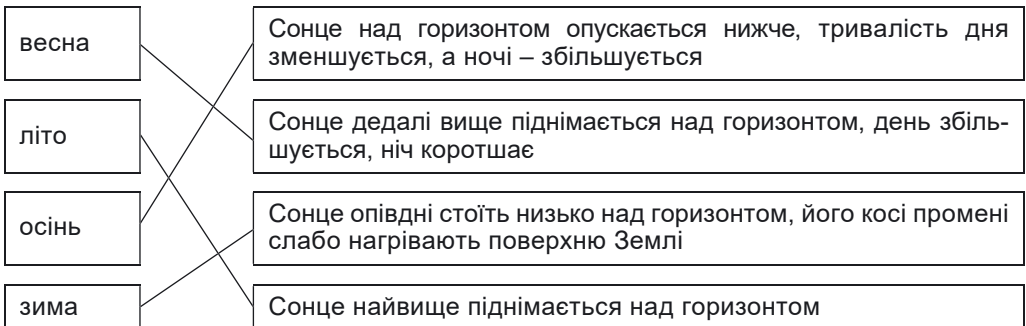 весна
Сонце над горизонтом опускається нижче, тривалість дня
зменшується, а ночі – збільшується
літо
Сонце дедалі вище піднімається над горизонтом, день збіль-
шується, ніч коротшає
осінь
Сонце опівдні стоїть низько над горизонтом, його косі промені
слабо нагрівають поверхню Землі
зима
Сонце найвище піднімається над горизонтом